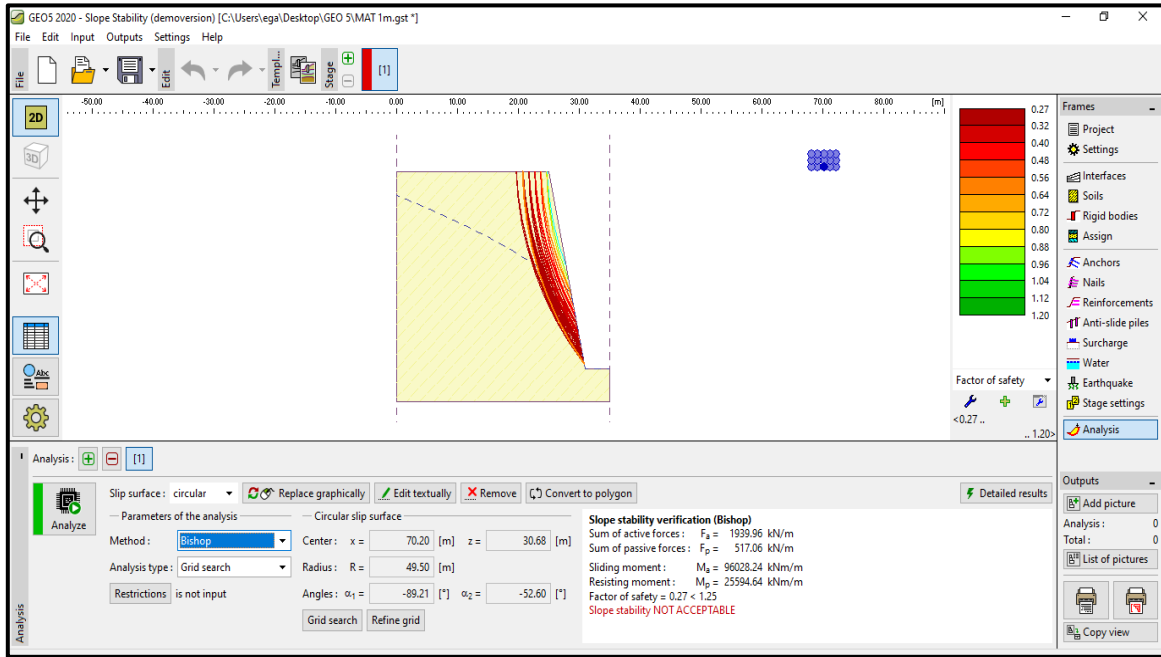 GEO5 2020 - Slope Stability (demoversion) [C:\Users\ega\Desktop\GEO 5\MAT 1m.gst *]
File Edit Input Outputs Settings Help
File Edit Templ... Stage [1]
-50.00 -40.00 -30.00 -20.00 -10.00 0.00 10.00 20.00 30.00 40.00 50.00 60.00 70.00 80.00 [m]
2D
3D
Abc
0.27
0.32
0.40
0.48
0.56
0.64
0.72
0.80
0.88
0.96
1.04
1.12
1.20
Factor of safety
<0.27 ..
.. 1.20>
Frames -
Project
Settings
Interfaces
Soils
Rigid bodies
Assign
Anchors
Nails
Reinforcements
Anti-slide piles
Surcharge
Water
Earthquake
Stage settings
Analysis
Analysis : [1]
Analyze
Slip surface : circular Replace graphically Edit textually Remove Convert to polygon Detailed results
Parameters of the analysis
Method : Bishop
Analysis type : Grid search
Restrictions is not input
Circular slip surface
Center : x = 70.20 [m] z = 30.68 [m]
Radius : R = 49.50 [m]
Angles : α1 = -89.21 [°] α2 = -52.60 [°]
Grid search Refine grid
Slope stability verification (Bishop)
Sum of active forces : Fa = 1939.96 kN/m
Sum of passive forces : Fp = 517.06 kN/m
Sliding moment : Ma = 96028.24 kNm/m
Resisting moment : Mp = 25594.64 kNm/m
Factor of safety = 0.27 < 1.25
Slope stability NOT ACCEPTABLE
Analysis
Outputs -
Add picture
Analysis : 0
Total : 0
List of pictures
Copy view